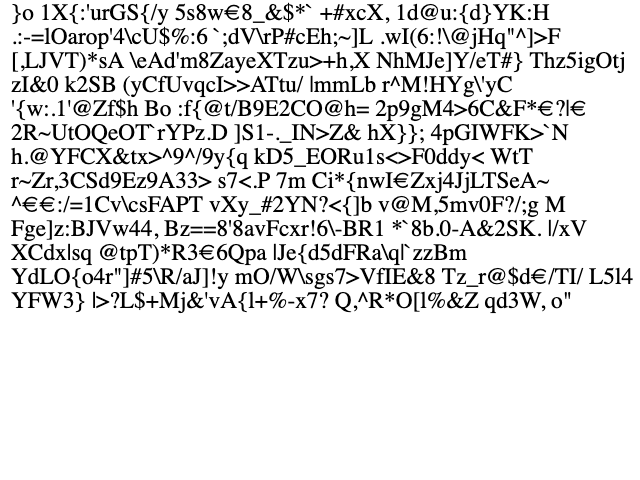 }o 1X{:'urGS{/y 5s8w€8_&$*` +#xcX, 1d@u:{d}YK:H
.:-=lOarop'4\cU$%:6`;dV\rP#cEh;~]L .wI(6:!\@jHq"^]>F
[,LJVT)*sA \eAd'm8ZayeXTzu>+h,X NhMJe]Y/eT#} Thz5igOtj
zI&0 k2SB (yCfUvqcI>>ATtu/ |mmLb r^M!HYg\'yC
'{w:.1'@Zf$h Bo :f{@t/B9E2CO@h= 2p9gM4>6C&F*€?|€
2R~UtOQeOT`rYPz.D ]S1-._IN>Z& hX}}; 4pGIWFK>`N
h.@YFCX&tx>^9^/9y{q kD5_EORu1s<>F0ddy< WtT
r~Zr,3CSd9Ez9A33> s7<.P 7m Ci*{nwI€Zxj4JjLTSeA~
^€€:/=1Cv\csFAPT vXy_#2YN?<{]b v@M,5mv0F?/;g M
Fge]z:BJVw44, Bz==8'8avFcxr!6\-BR1 *`8b.0-A&2SK. |/xV
XCdx|sq @tpT)*R3€6Qpa |Je{d5dFRa\q|`zzBm
YdLO{o4r"]#5\R/aJ]!y mO/W\sgs7>VfIE&8 Tz_r@$d€/TI/ L5l4
YFW3} |>?L$+Mj&'vA{l+%-x7? Q,^R*O[l%&Z qd3W, o"